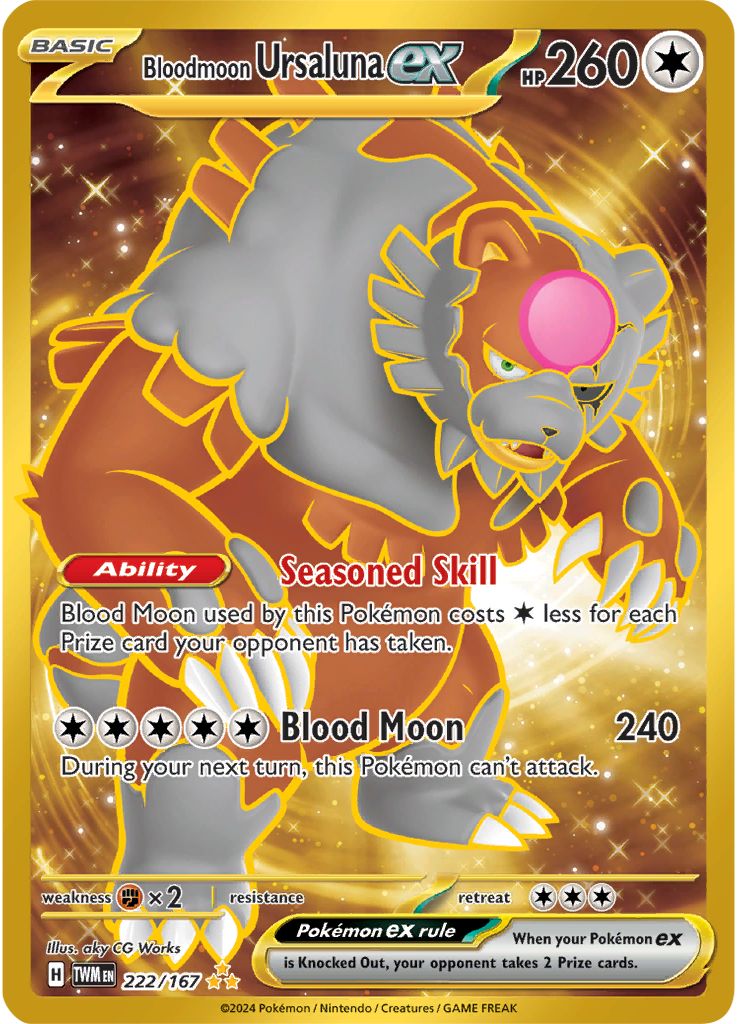 BASIC
Bloodmoon Ursaluna ex
HP 260
Ability Seasoned Skill
Blood Moon used by this Pokémon costs less for each
Prize card your opponent has taken.
Blood Moon 240
During your next turn, this Pokémon can't attack.
weakness ×2 resistance retreat
Illus. aky CG Works
Pokémon ex rule
When your Pokémon ex
is Knocked Out, your opponent takes 2 Prize cards.
H TWM EN 222/167
©2024 Pokémon / Nintendo / Creatures / GAME FREAK